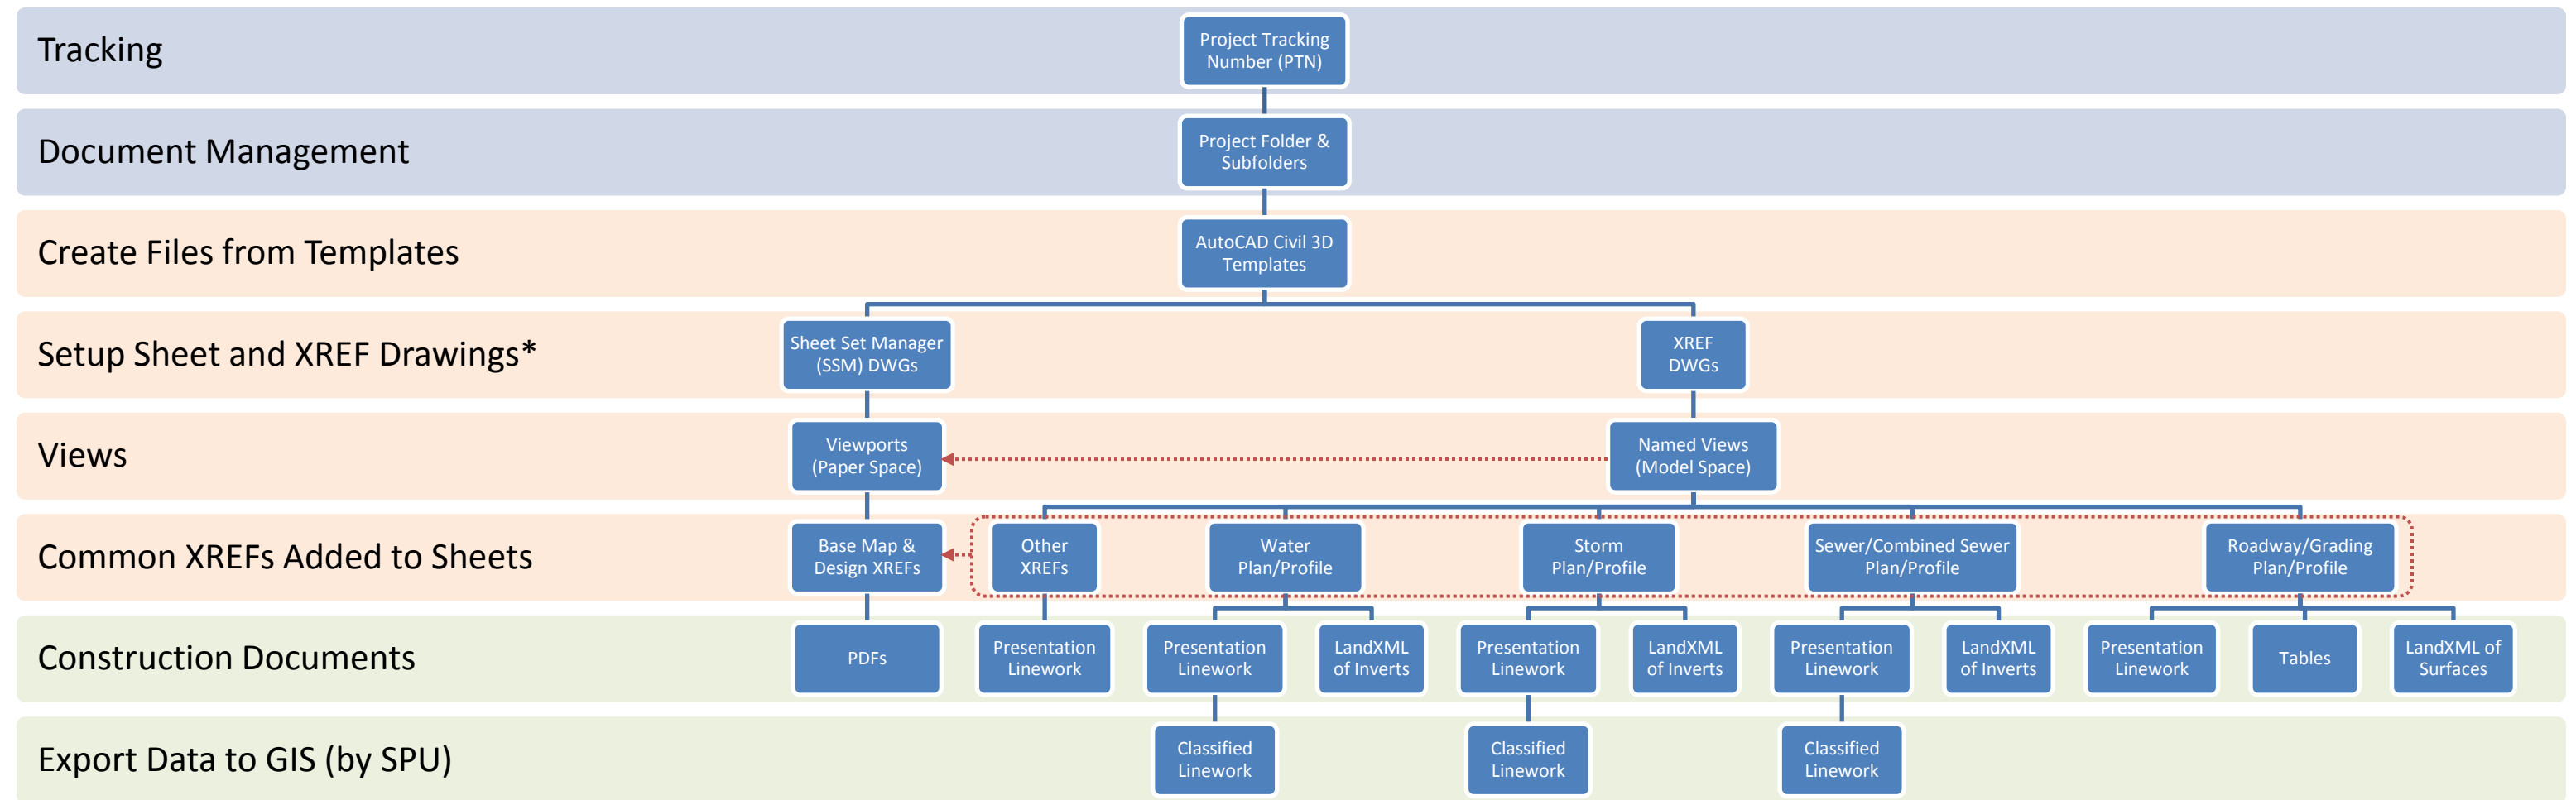 Tracking
Project Tracking
Number (PTN)
Document Management
Project Folder &
Subfolders
Create Files from Templates
AutoCAD Civil 3D
Templates
Setup Sheet and XREF Drawings*
Sheet Set Manager
(SSM) DWGs
XREF
DWGs
Views
Viewports
(Paper Space)
Named Views
(Model Space)
Common XREFs Added to Sheets
Base Map &
Design XREFs
Other
XREFs
Water
Plan/Profile
Storm
Plan/Profile
Sewer/Combined Sewer
Plan/Profile
Roadway/Grading
Plan/Profile
Construction Documents
PDFs
Presentation
Linework
Presentation
Linework
LandXML
of Inverts
Presentation
Linework
LandXML
of Inverts
Presentation
Linework
LandXML
of Inverts
Presentation
Linework
Tables
LandXML of
Surfaces
Export Data to GIS (by SPU)
Classified
Linework
Classified
Linework
Classified
Linework